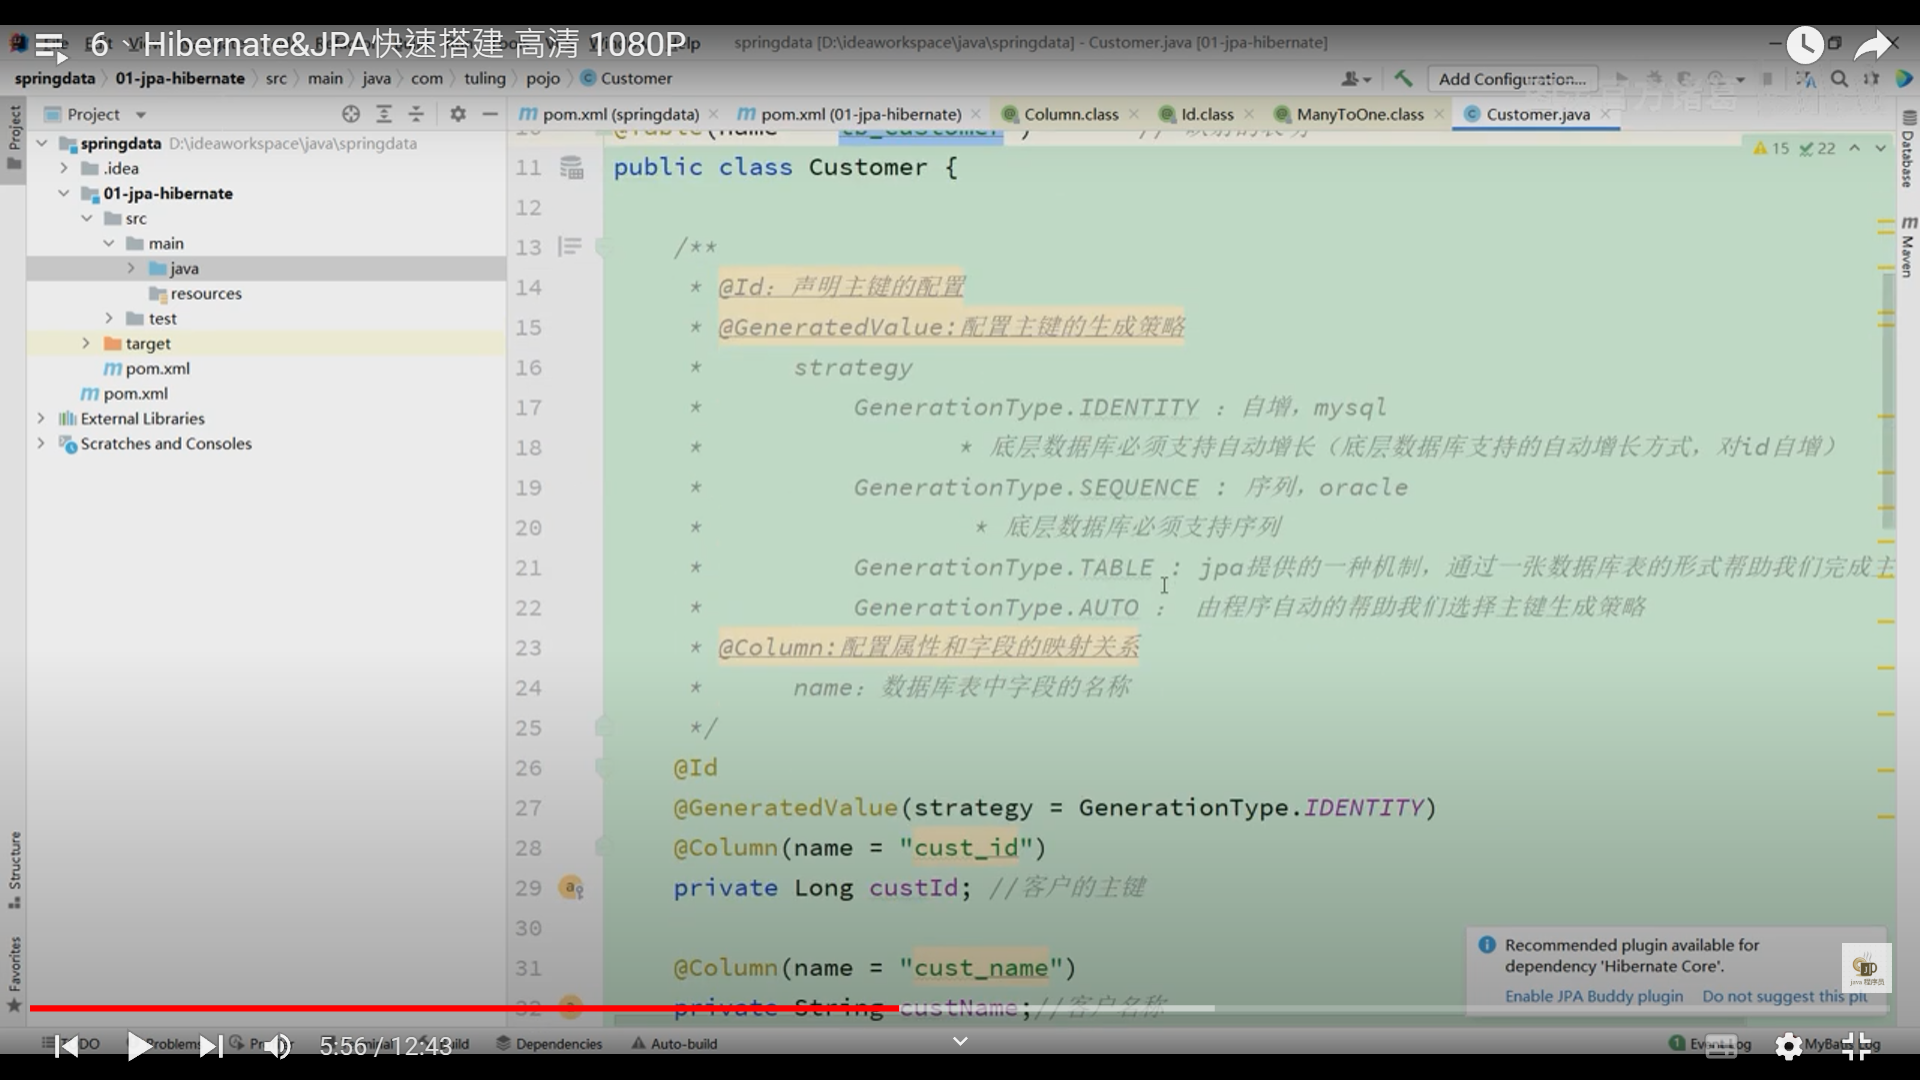 6、Hibernate&JPA快速搭建 高清 1080P
springdata [D:\ideaworkspace\java\springdata] - Customer.java [01-jpa-hibernate]
springdata 01-jpa-hibernate src main java com tuling pojo Customer
Add Configuration...
Project
pom.xml (springdata)
pom.xml (01-jpa-hibernate)
Column.class
Id.class
ManyToOne.class
Customer.java
Project
springdata D:\ideaworkspace\java\springdata
.idea
01-jpa-hibernate
src
main
java
resources
test
target
pom.xml
pom.xml
External Libraries
Scratches and Consoles
Structure
Favorites
Database
Maven
15 22
11 public class Customer {
12
13 /**
14 * @Id: 声明主键的配置
15 * @GeneratedValue:配置主键的生成策略
16 * strategy
17 * GenerationType.IDENTITY : 自增，mysql
18 * * 底层数据库必须支持自动增长（底层数据库支持的自动增长方式，对id自增）
19 * GenerationType.SEQUENCE : 序列，oracle
20 * * 底层数据库必须支持序列
21 * GenerationType.TABLE : jpa提供的一种机制，通过一张数据库表的形式帮助我们完成主
22 * GenerationType.AUTO : 由程序自动的帮助我们选择主键生成策略
23 * @Column:配置属性和字段的映射关系
24 * name: 数据库表中字段的名称
25 */
26 @Id
27 @GeneratedValue(strategy = GenerationType.IDENTITY)
28 @Column(name = "cust_id")
29 private Long custId; //客户的主键
30
31 @Column(name = "cust_name")
32 private String custName;//客户名称
Recommended plugin available for
dependency 'Hibernate Core'.
Enable JPA Buddy plugin Do not suggest this pl
5:56 / 12:43
Dependencies
Auto-build